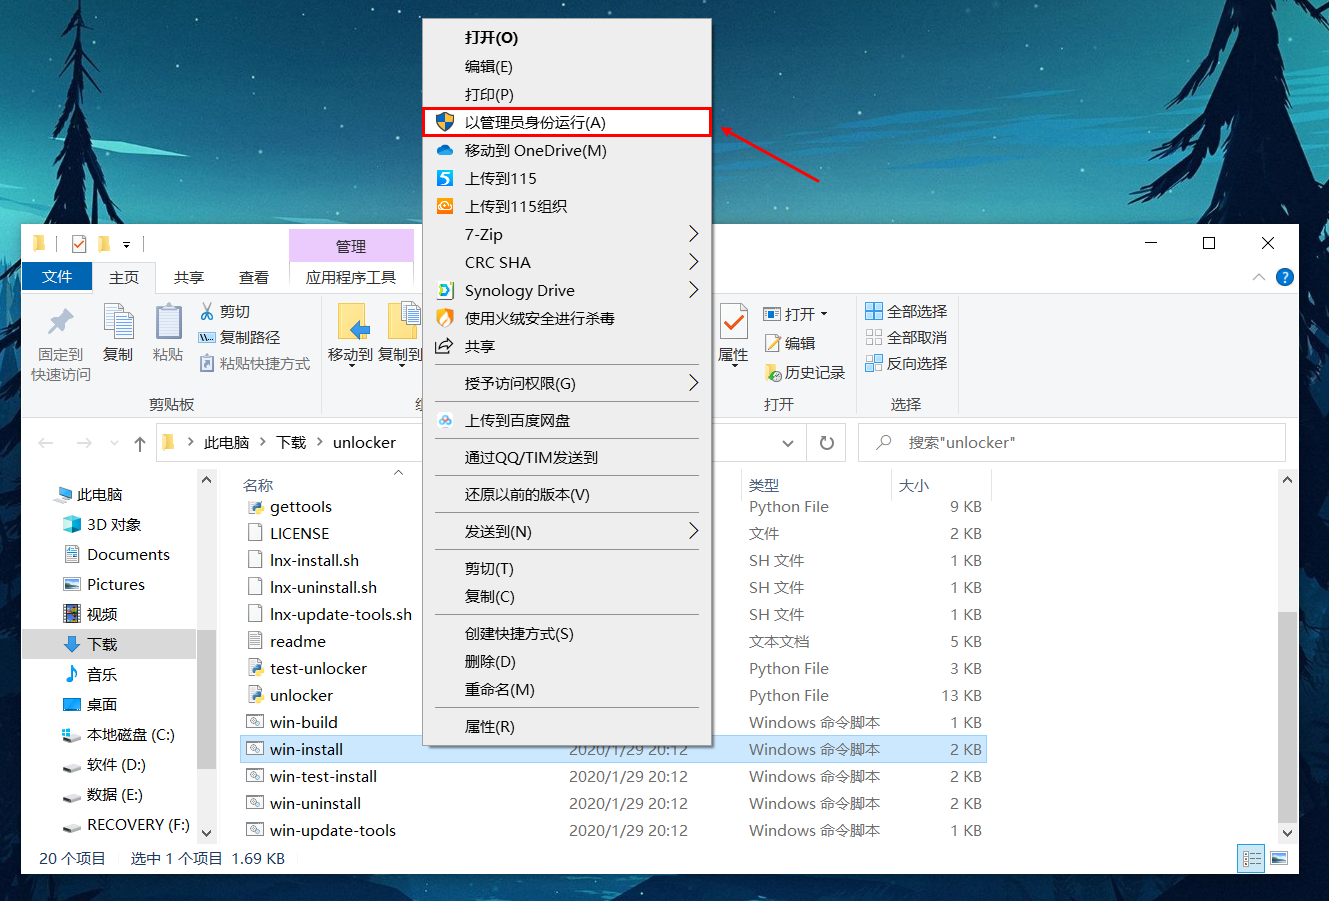 打开(O)
编辑(E)
打印(P)
以管理员身份运行(A)
移动到 OneDrive(M)
上传到115
上传到115组织
7-Zip
CRC SHA
Synology Drive
使用火绒安全进行杀毒
共享
授予访问权限(G)
上传到百度网盘
通过QQ/TIM发送到
还原以前的版本(V)
发送到(N)
剪切(T)
复制(C)
创建快捷方式(S)
删除(D)
重命名(M)
属性(R)
管理
文件 主页 共享 查看 应用程序工具
固定到
快速访问
复制
粘贴
剪切
复制路径
粘贴快捷方式
剪贴板
移动到 复制到
属性
打开
编辑
历史记录
打开
全部选择
全部取消
反向选择
选择
此电脑 下载 unlocker
搜索"unlocker"
此电脑
3D 对象
Documents
Pictures
视频
下载
音乐
桌面
本地磁盘 (C:)
软件 (D:)
数据 (E:)
RECOVERY (F:)
名称 类型 大小
gettools Python File 9 KB
LICENSE 文件 2 KB
lnx-install.sh SH 文件 1 KB
lnx-uninstall.sh SH 文件 1 KB
lnx-update-tools.sh SH 文件 1 KB
readme 文本文档 5 KB
test-unlocker Python File 3 KB
unlocker Python File 13 KB
win-build Windows 命令脚本 1 KB
win-install 2020/1/29 20:12 Windows 命令脚本 2 KB
win-test-install 2020/1/29 20:12 Windows 命令脚本 2 KB
win-uninstall 2020/1/29 20:12 Windows 命令脚本 2 KB
win-update-tools 2020/1/29 20:12 Windows 命令脚本 1 KB
20 个项目 选中 1 个项目 1.69 KB